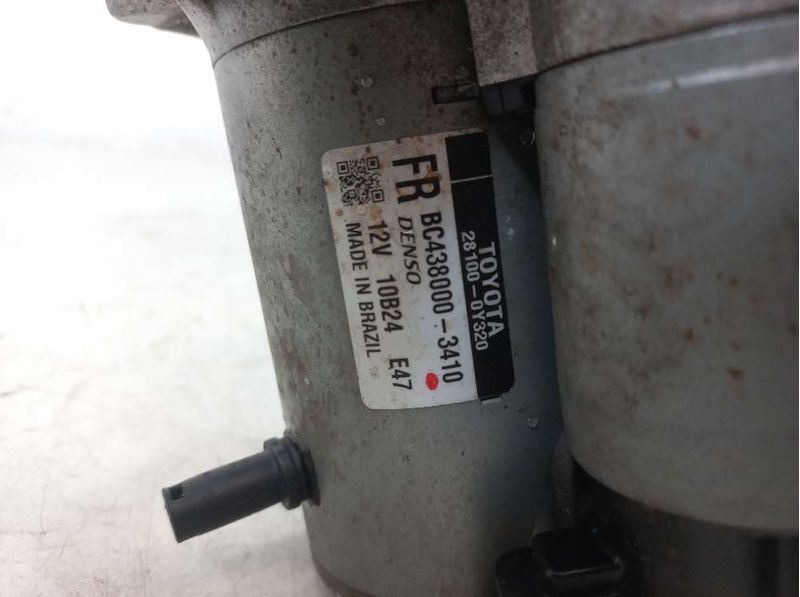 TOYOTA
28100-0Y320
FR BC438000-3410
DENSO
12V 10B24 E47
MADE IN BRAZIL